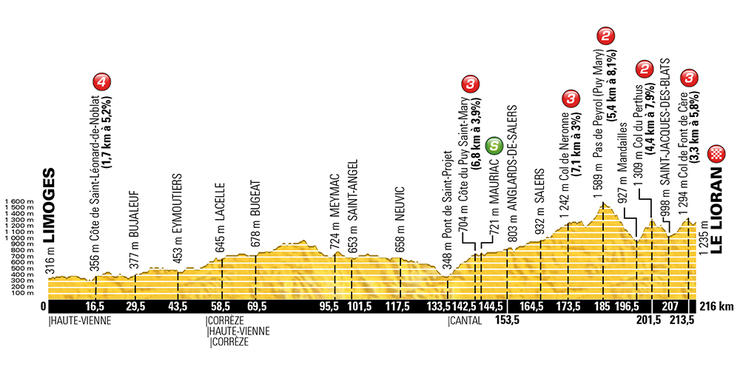 316 m LIMOGES
4
356 m Côte de Saint-Léonard-de-Noblat
(1,7 km à 5,2%)
377 m BUJALEUF
453 m EYMOUTIERS
645 m LACELLE
678 m BUGEAT
724 m MEYMAC
653 m SAINT-ANGEL
658 m NEUVIC
348 m Pont de Saint-Projet
3
704 m Côte du Puy Saint-Mary
(6,8 km à 3,9%)
S
721 m MAURIAC
803 m ANGLARDS-DE-SALERS
932 m SALERS
3
1 242 m Col de Neronne
(7,1 km à 3%)
2
1 589 m Pas de Peyrol (Puy Mary)
(5,4 km à 8,1%)
927 m Mandailles
2
1 309 m Col du Perthus
(4,4 km à 7,9%)
998 m SAINT-JACQUES-DES-BLATS
3
1 294 m Col de Font de Cère
(3,3 km à 5,8%)
1 235 m
LE LIORAN
1 600 m
1 500 m
1 400 m
1 300 m
1 200 m
1 100 m
1 000 m
900 m
800 m
700 m
600 m
500 m
400 m
300 m
200 m
100 m
0 16,5 29,5 43,5 58,5 69,5 95,5 101,5 117,5 133,5 142,5 144,5 153,5 164,5 173,5 185 196,5 201,5 207 213,5 216 km
|HAUTE-VIENNE
|CORRÈZE
|HAUTE-VIENNE
|CORRÈZE
|CANTAL